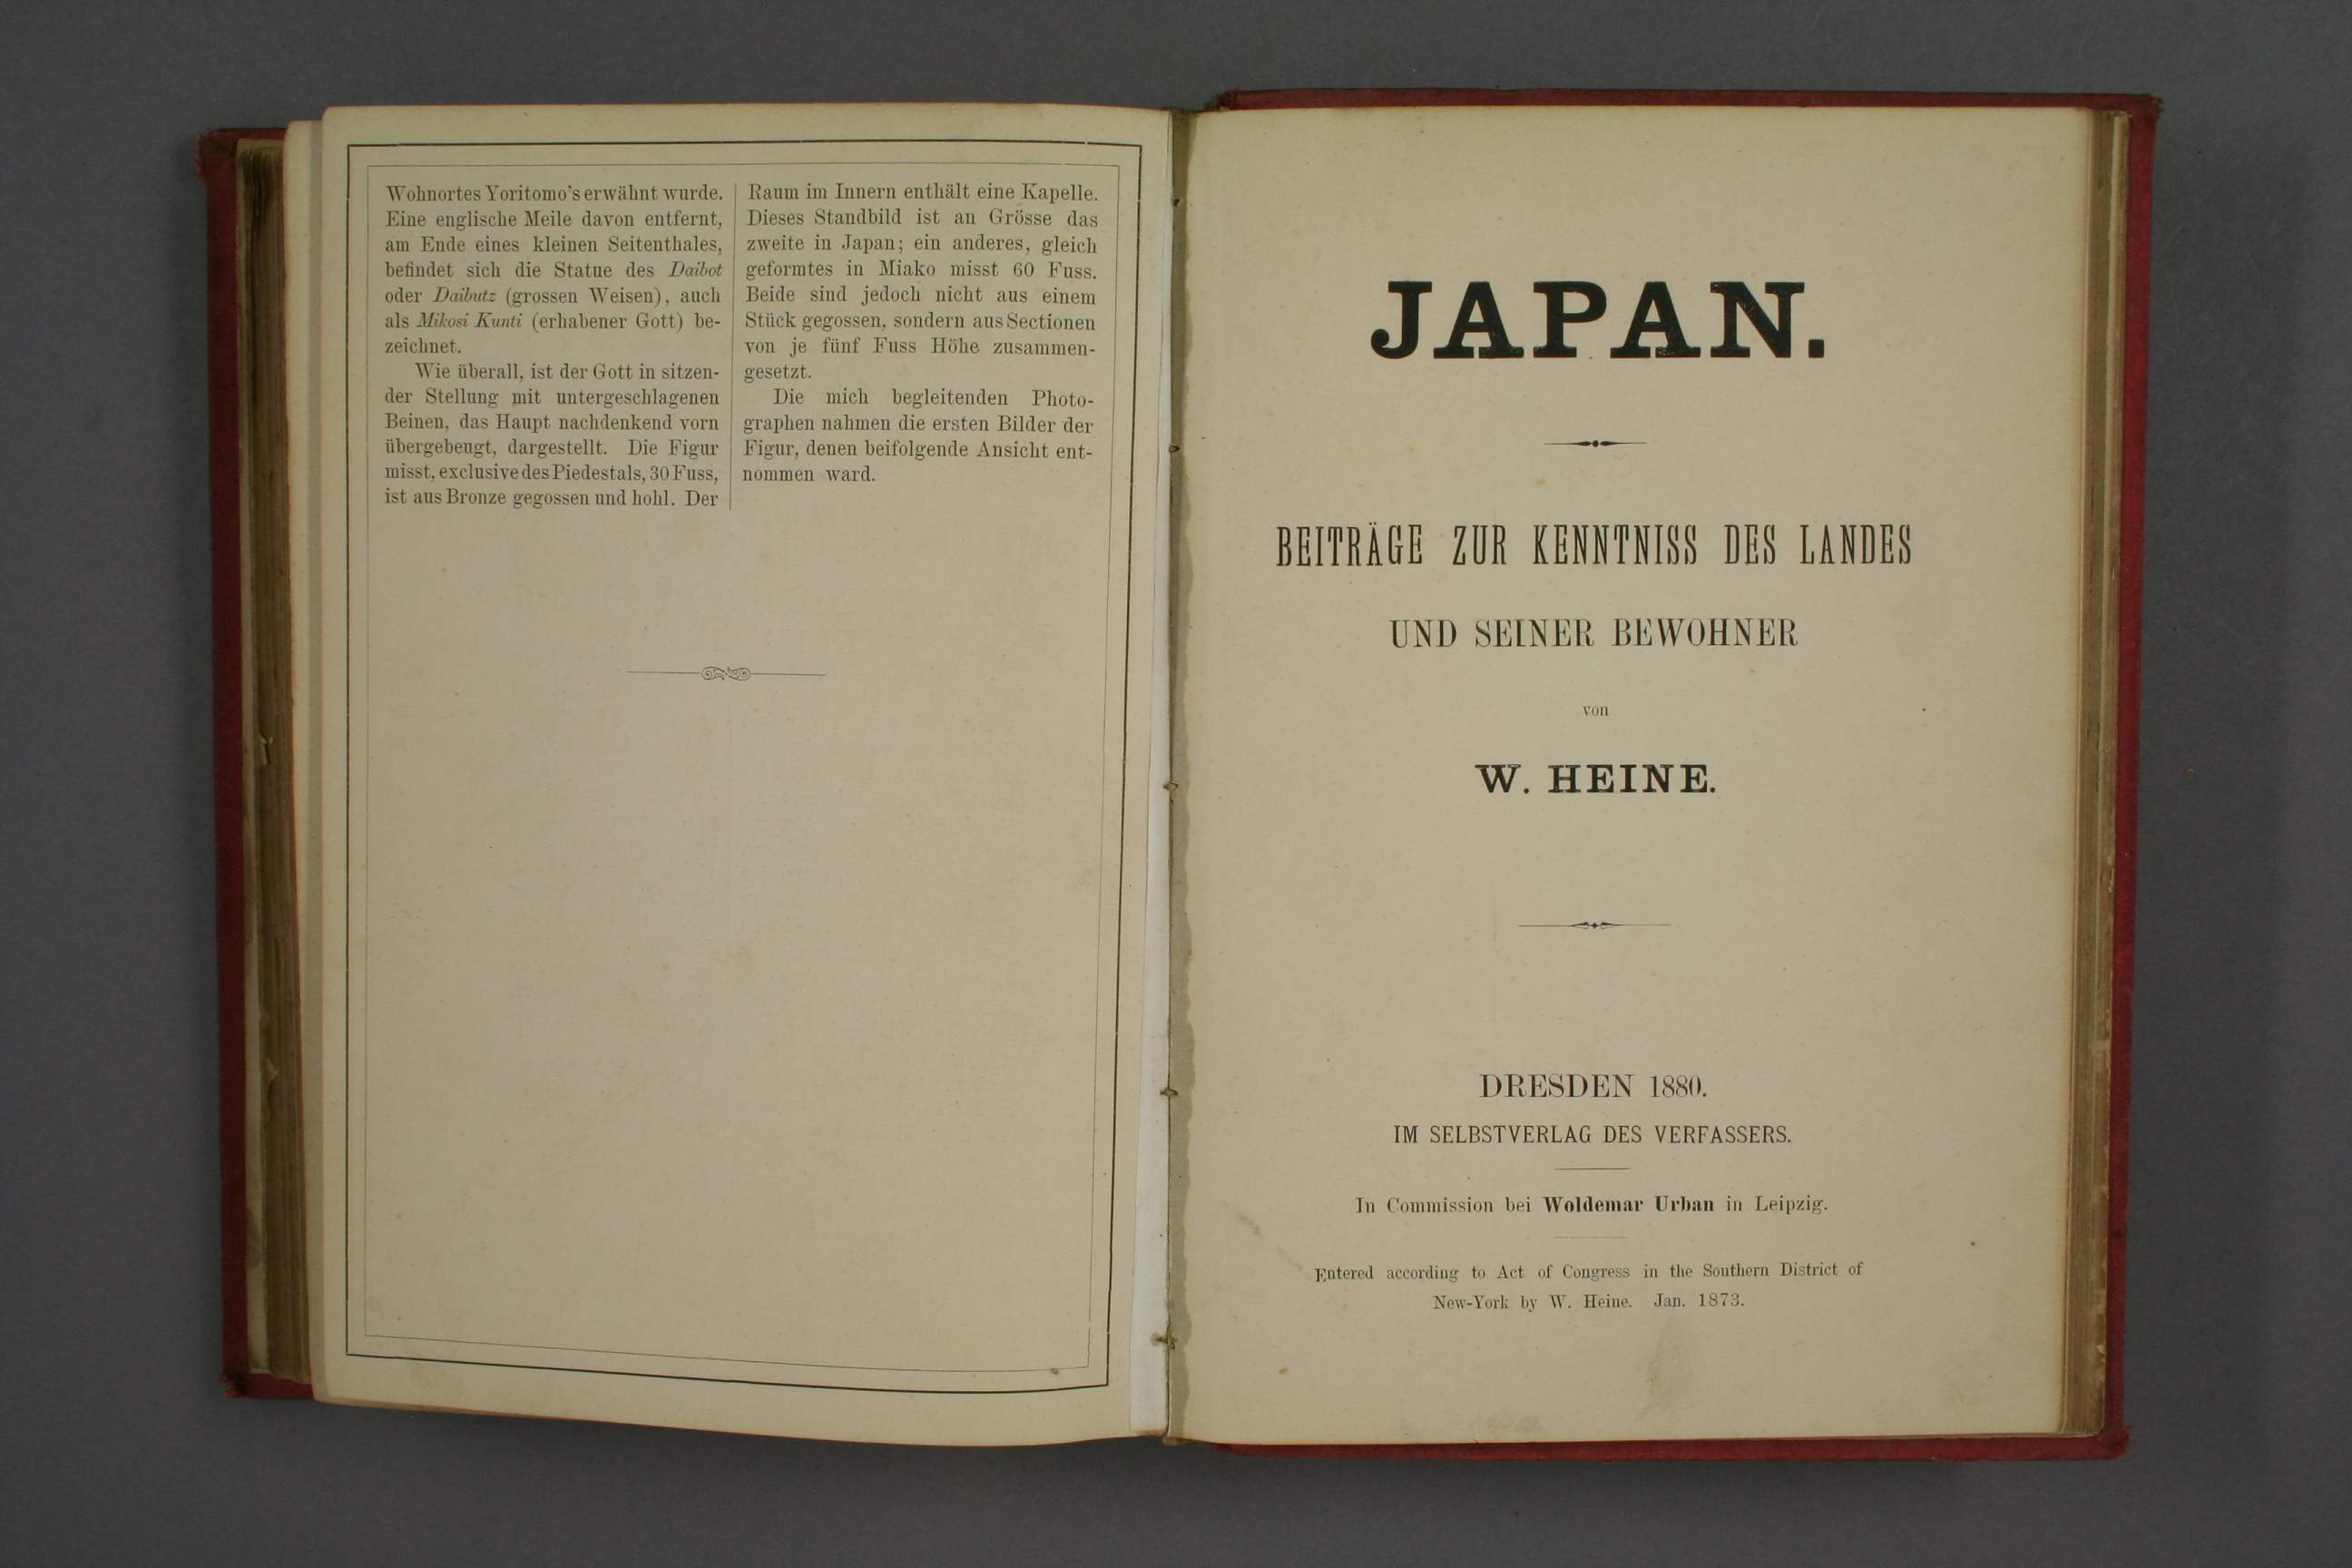 Wohnortes Yoritomo's erwähnt wurde.
Eine englische Meile davon entfernt,
am Ende eines kleinen Seitenthales,
befindet sich die Statue des Daibot
oder Daibutz (grossen Weisen), auch
als Mikosi Kunti (erhabener Gott) be-
zeichnet.
Wie überall, ist der Gott in sitzen-
der Stellung mit untergeschlagenen
Beinen, das Haupt nachdenkend vorn
übergebeugt, dargestellt. Die Figur
misst, exclusive des Piedestals, 30 Fuss,
ist aus Bronze gegossen und hohl. Der
Raum im Innern enthält eine Kapelle.
Dieses Standbild ist an Grösse das
zweite in Japan; ein anderes, gleich
geformtes in Miako misst 60 Fuss.
Beide sind jedoch nicht aus einem
Stück gegossen, sondern aus Sectionen
von je fünf Fuss Höhe zusammen-
gesetzt.
Die mich begleitenden Photo-
graphen nahmen die ersten Bilder der
Figur, denen beifolgende Ansicht ent-
nommen ward.
JAPAN.
BEITRÄGE ZUR KENNTNISS DES LANDES
UND SEINER BEWOHNER
von
W. HEINE.
DRESDEN 1880.
IM SELBSTVERLAG DES VERFASSERS.
In Commission bei Woldemar Urban in Leipzig.
Entered according to Act of Congress in the Southern District of
New-York by W. Heine. Jan. 1873.